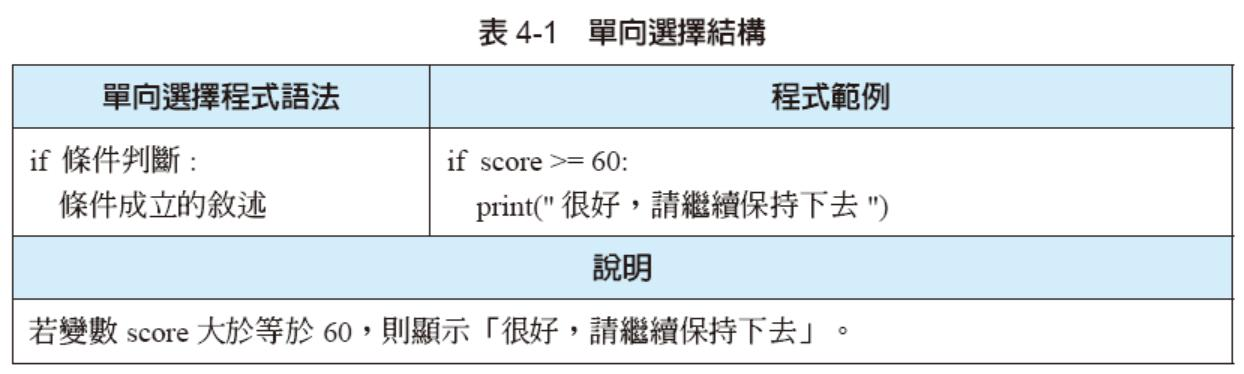 表 4-1 單向選擇結構
單向選擇程式語法
程式範例
if 條件判斷 :
條件成立的敘述
if score >= 60:
print(" 很好，請繼續保持下去 ")
說明
若變數 score 大於等於 60，則顯示「很好，請繼續保持下去」。